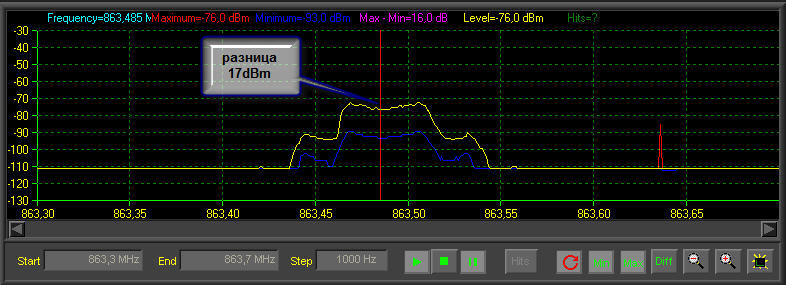 Frequency=863,485 M Maximum=-76,0 dBm Minimum=-93,0 dBm Max - Min=16,0 dB Level=-76,0 dBm Hits=?
-30
-40
-50
разница
17dBm
-60
-70
-80
-90
-100
-110
-120
-130
863,30 863,35 863,40 863,45 863,50 863,55 863,60 863,65
Start 863,3 MHz End 863,7 MHz Step 1000 Hz Hits Min Max Diff